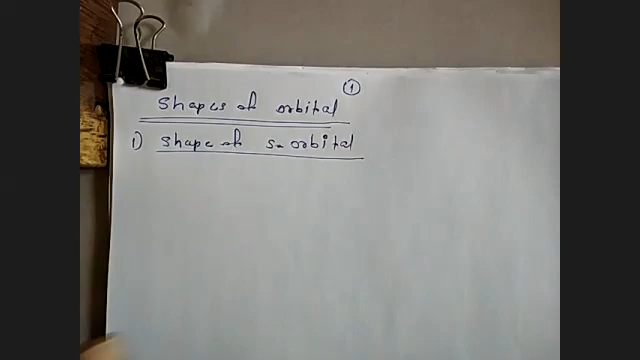 ①
Shapes of orbital
1) Shape of s-orbital